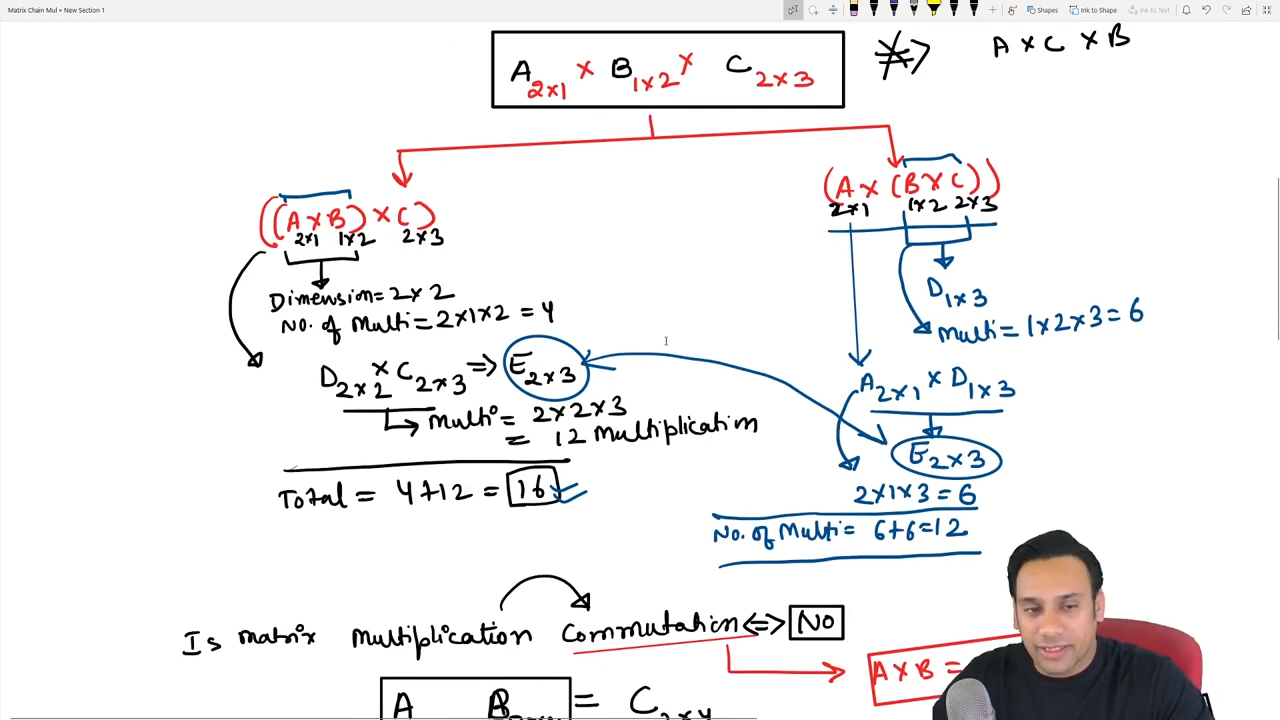 Matrix Chain Mul » New Section 1
Shapes Ink to Shape Ink to Text
A2x1 x B1x2 x C2x3
=> A x C x B
((A x B) x C)
2x1 1x2 2x3
(A x (B x C))
2x1 1x2 2x3
Dimension= 2x2
No. of Multi= 2x1x2 = 4
D1x3
Multi= 1x2x3= 6
D2x2 x C2x3 => E2x3
Multi = 2x2x3
= 12 Multiplication
A2x1 x D1x3
E2x3
2x1x3= 6
Total = 4+12 = 16
No. of Multi= 6+6=12
Is matrix multiplication Commutation <=> NO
A x B =
A B = C2x4